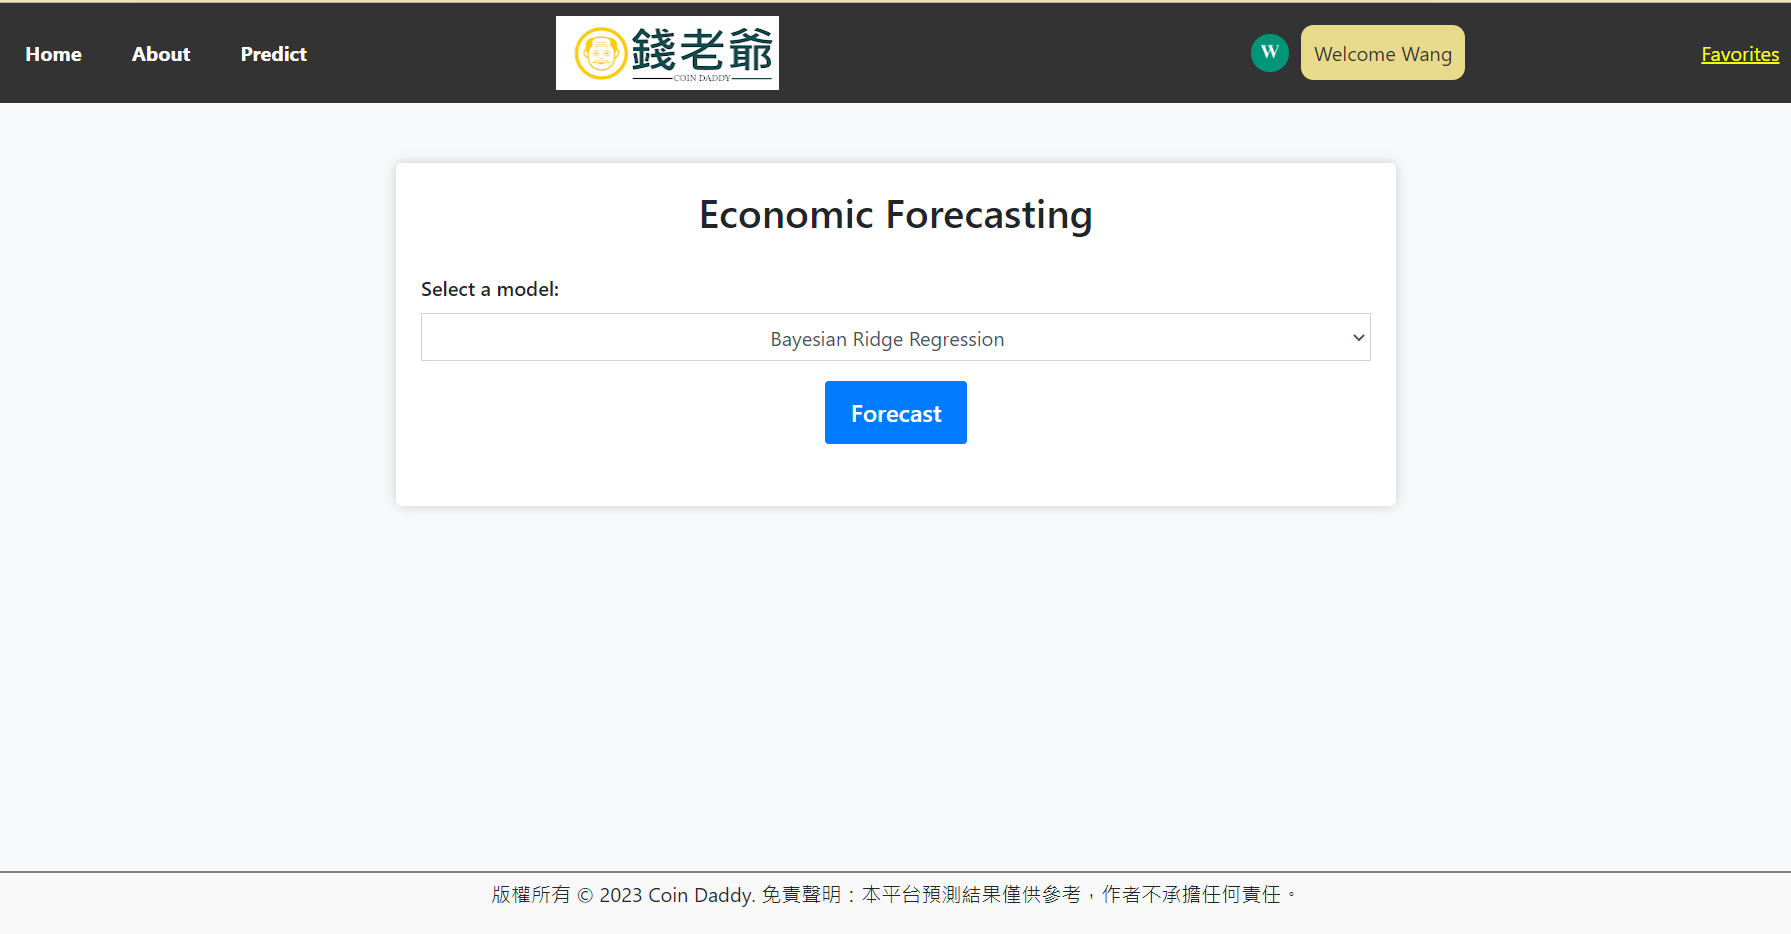 Home
About
Predict
錢老爺
COIN DADDY
W
Welcome Wang
Favorites
Economic Forecasting
Select a model:
Bayesian Ridge Regression
Forecast
版權所有 © 2023 Coin Daddy. 免責聲明：本平台預測結果僅供參考，作者不承擔任何責任。